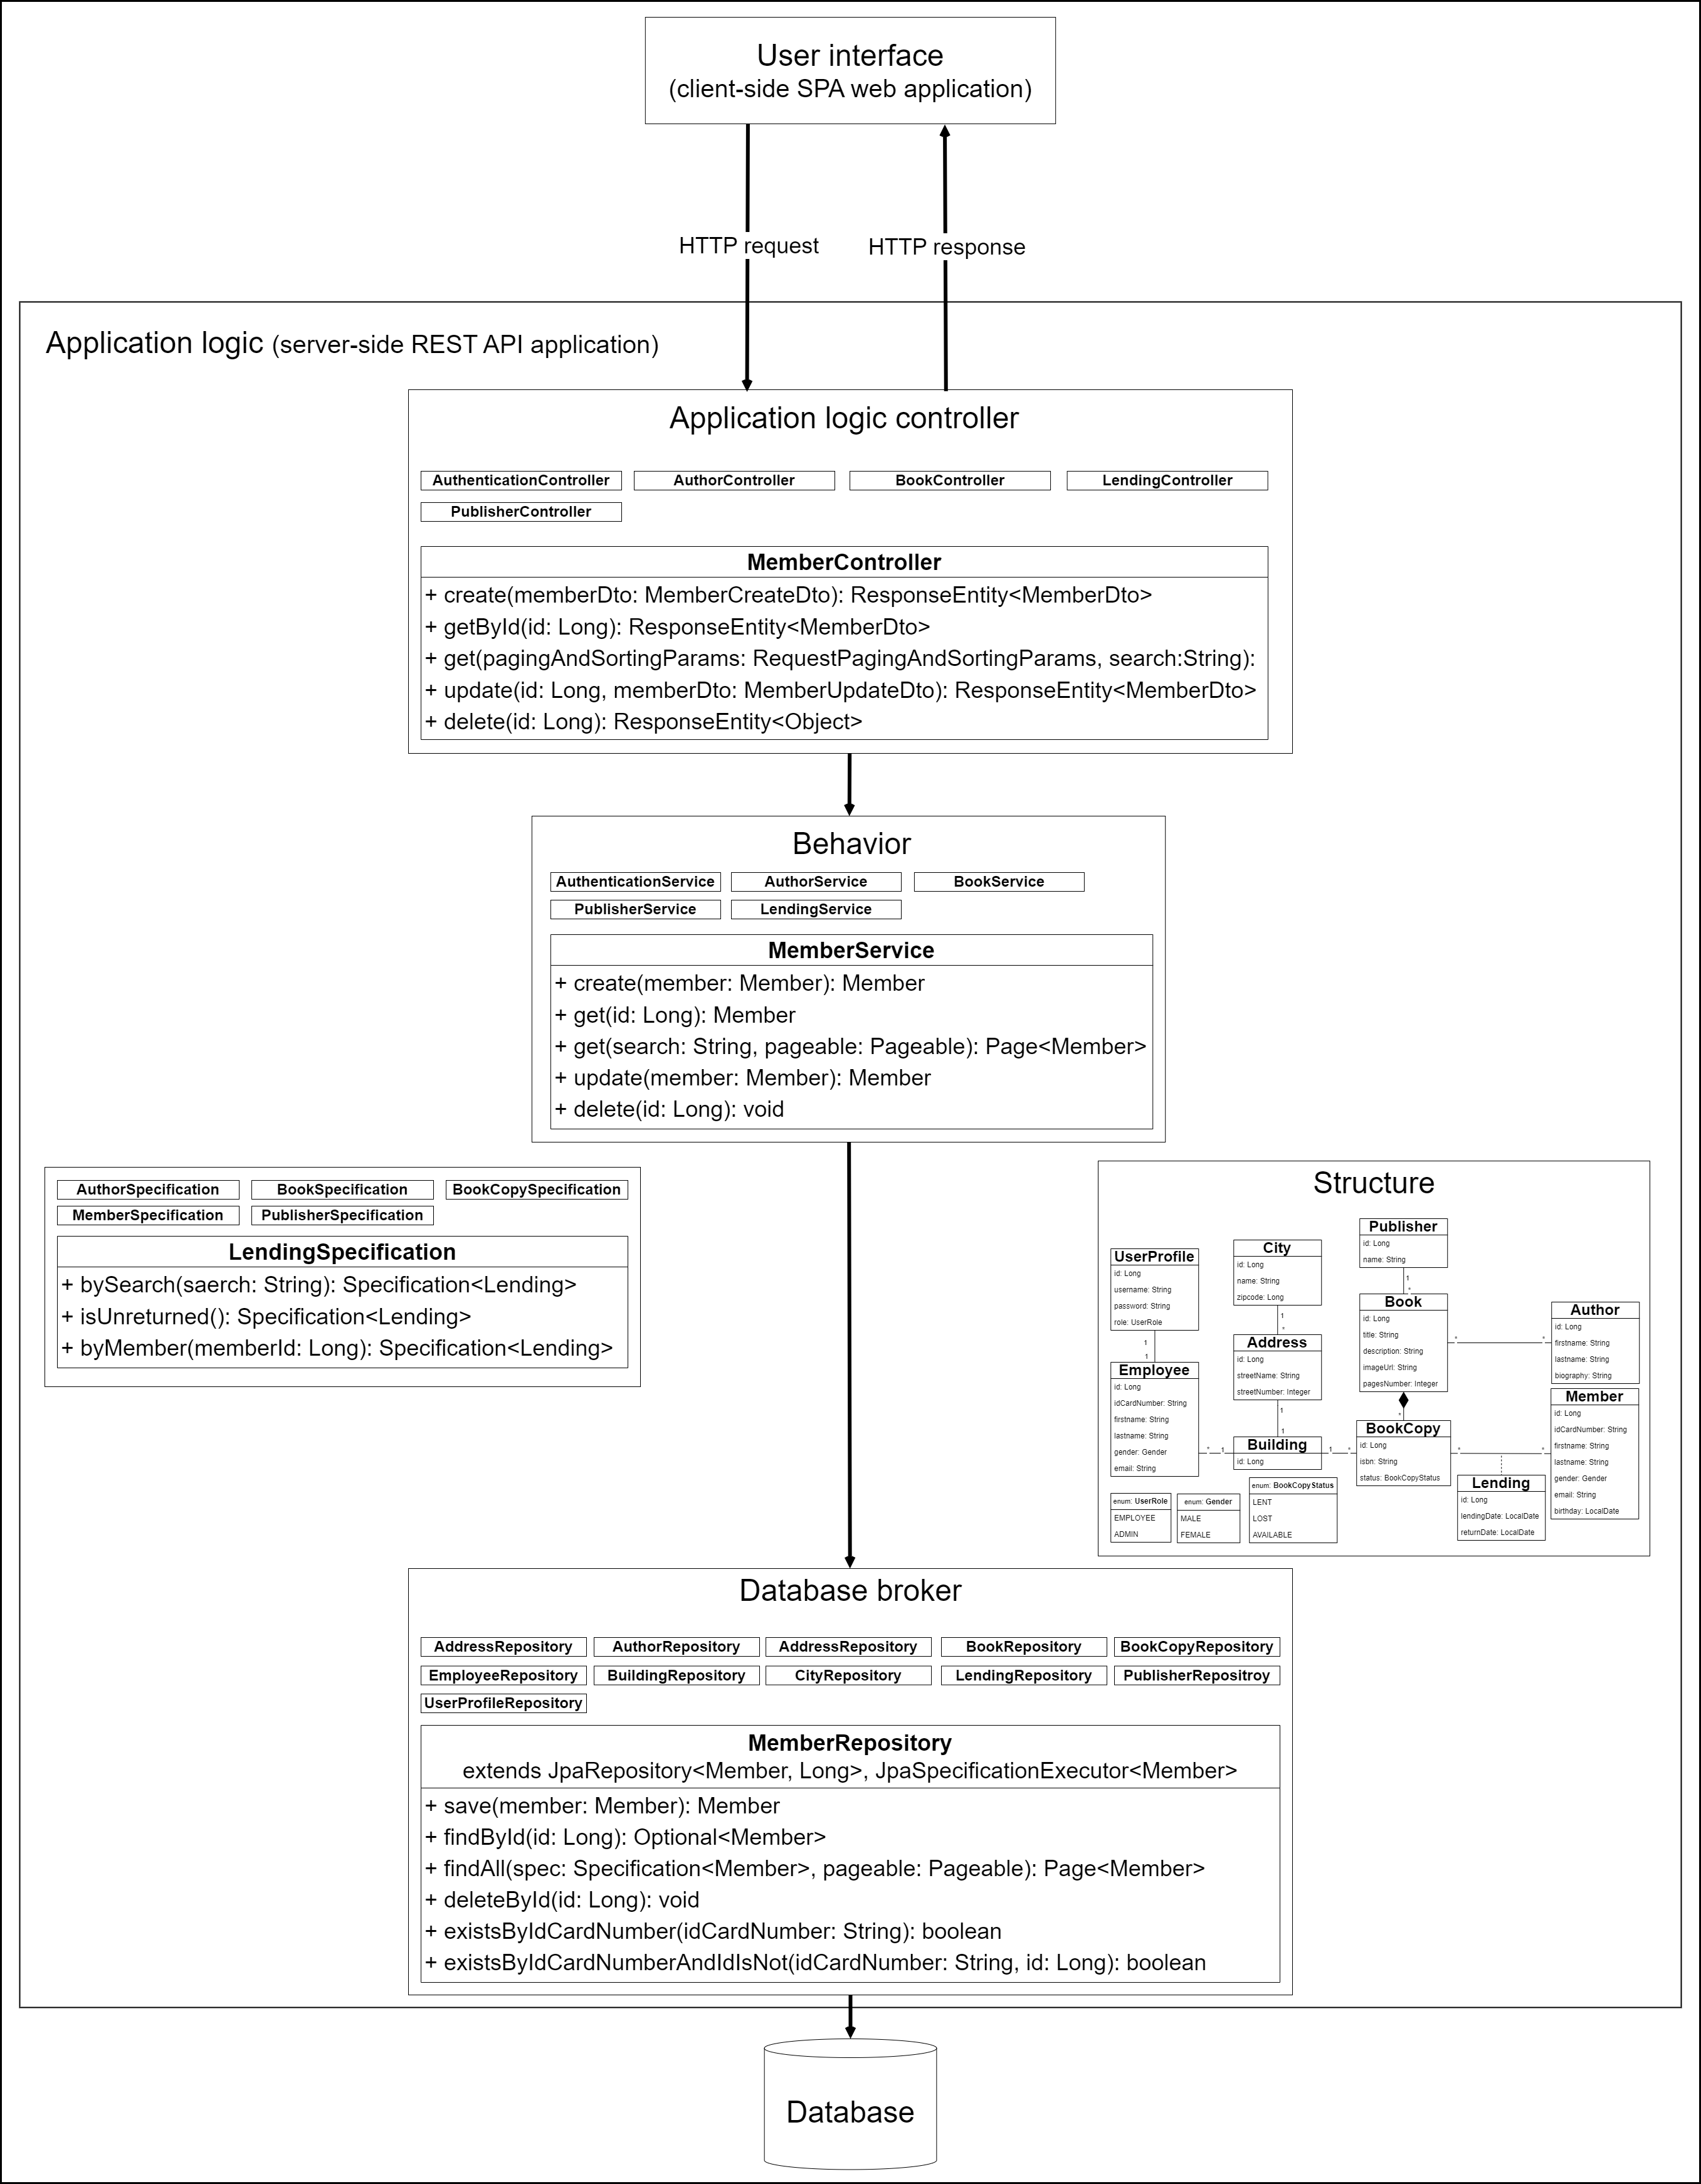 User interface
(client-side SPA web application)
HTTP request
HTTP response
Application logic (server-side REST API application)
Application logic controller
AuthenticationController
AuthorController
BookController
LendingController
PublisherController
MemberController
+ create(memberDto: MemberCreateDto): ResponseEntity<MemberDto>
+ getById(id: Long): ResponseEntity<MemberDto>
+ get(pagingAndSortingParams: RequestPagingAndSortingParams, search:String):
+ update(id: Long, memberDto: MemberUpdateDto): ResponseEntity<MemberDto>
+ delete(id: Long): ResponseEntity<Object>
Behavior
AuthenticationService
AuthorService
BookService
PublisherService
LendingService
MemberService
+ create(member: Member): Member
+ get(id: Long): Member
+ get(search: String, pageable: Pageable): Page<Member>
+ update(member: Member): Member
+ delete(id: Long): void
AuthorSpecification
BookSpecification
BookCopySpecification
MemberSpecification
PublisherSpecification
LendingSpecification
+ bySearch(saerch: String): Specification<Lending>
+ isUnreturned(): Specification<Lending>
+ byMember(memberId: Long): Specification<Lending>
Structure
UserProfile
id: Long
username: String
password: String
role: UserRole
1
1
Employee
id: Long
idCardNumber: String
firstname: String
lastname: String
gender: Gender
email: String
* 1
City
id: Long
name: String
zipcode: Long
1
*
Address
id: Long
streetName: String
streetNumber: Integer
1
1
Building
id: Long
1 *
Publisher
id: Long
name: String
1
*
Book
id: Long
title: String
description: String
imageUrl: String
pagesNumber: Integer
* *
Author
id: Long
firstname: String
lastname: String
biography: String
*
BookCopy
id: Long
isbn: String
status: BookCopyStatus
* *
Member
id: Long
idCardNumber: String
firstname: String
lastname: String
gender: Gender
email: String
birthday: LocalDate
Lending
id: Long
lendingDate: LocalDate
returnDate: LocalDate
enum: UserRole
EMPLOYEE
ADMIN
enum: Gender
MALE
FEMALE
enum: BookCopyStatus
LENT
LOST
AVAILABLE
Database broker
AddressRepository
AuthorRepository
AddressRepository
BookRepository
BookCopyRepository
EmployeeRepository
BuildingRepository
CityRepository
LendingRepository
PublisherRepositroy
UserProfileRepository
MemberRepository
extends JpaRepository<Member, Long>, JpaSpecificationExecutor<Member>
+ save(member: Member): Member
+ findById(id: Long): Optional<Member>
+ findAll(spec: Specification<Member>, pageable: Pageable): Page<Member>
+ deleteById(id: Long): void
+ existsByIdCardNumber(idCardNumber: String): boolean
+ existsByIdCardNumberAndIdIsNot(idCardNumber: String, id: Long): boolean
Database